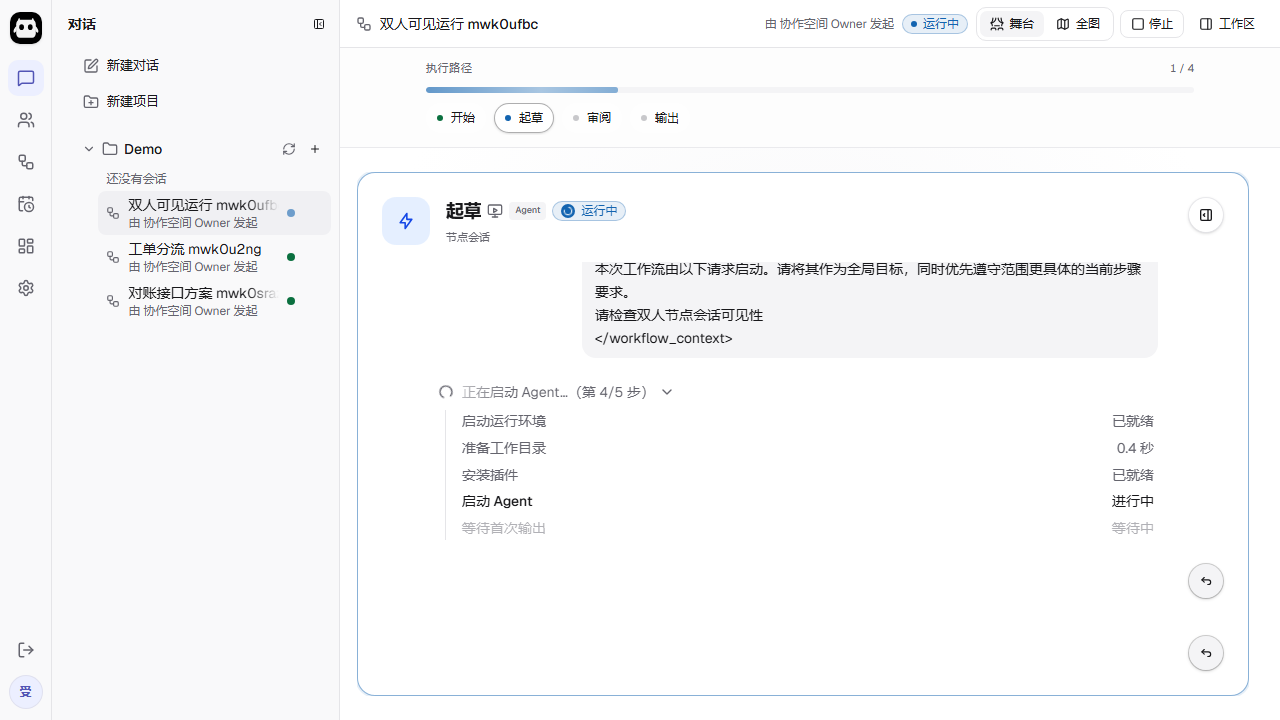 对话
新建对话
新建项目
Demo
还没有会话
双人可见运行 mwk0ufb
由 协作空间 Owner 发起
工单分流 mwk0u2ng
由 协作空间 Owner 发起
对账接口方案 mwk0sra
由 协作空间 Owner 发起
受
双人可见运行 mwk0ufbc
由 协作空间 Owner 发起
运行中
舞台
全图
停止
工作区
执行路径
1 / 4
开始
起草
审阅
输出
起草
Agent
运行中
节点会话
本次工作流由以下请求启动。请将其作为全局目标，同时优先遵守范围更具体的当前步骤
要求。
请检查双人节点会话可见性
</workflow_context>
正在启动 Agent...（第 4/5 步）
启动运行环境 已就绪
准备工作目录 0.4 秒
安装插件 已就绪
启动 Agent 进行中
等待首次输出 等待中